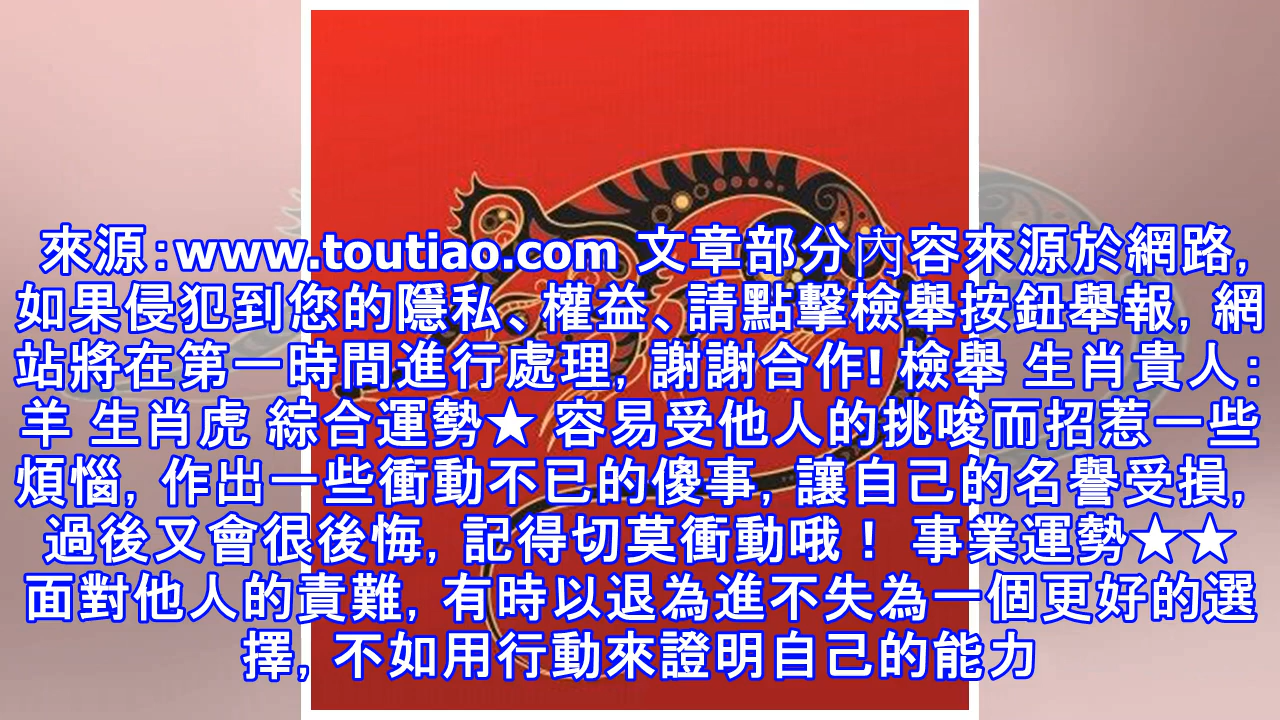 來源:www.toutiao.com 文章部分內容來源於網路,
如果侵犯到您的隱私、權益、請點擊檢舉按鈕舉報, 網
站將在第一時間進行處理, 謝謝合作! 檢舉 生肖貴人:
羊 生肖虎 綜合運勢★ 容易受他人的挑唆而招惹一些
煩惱, 作出一些衝動不已的傻事, 讓自己的名譽受損,
過後又會很後悔, 記得切莫衝動哦！ 事業運勢★★
面對他人的責難, 有時以退為進不失為一個更好的選
擇, 不如用行動來證明自己的能力